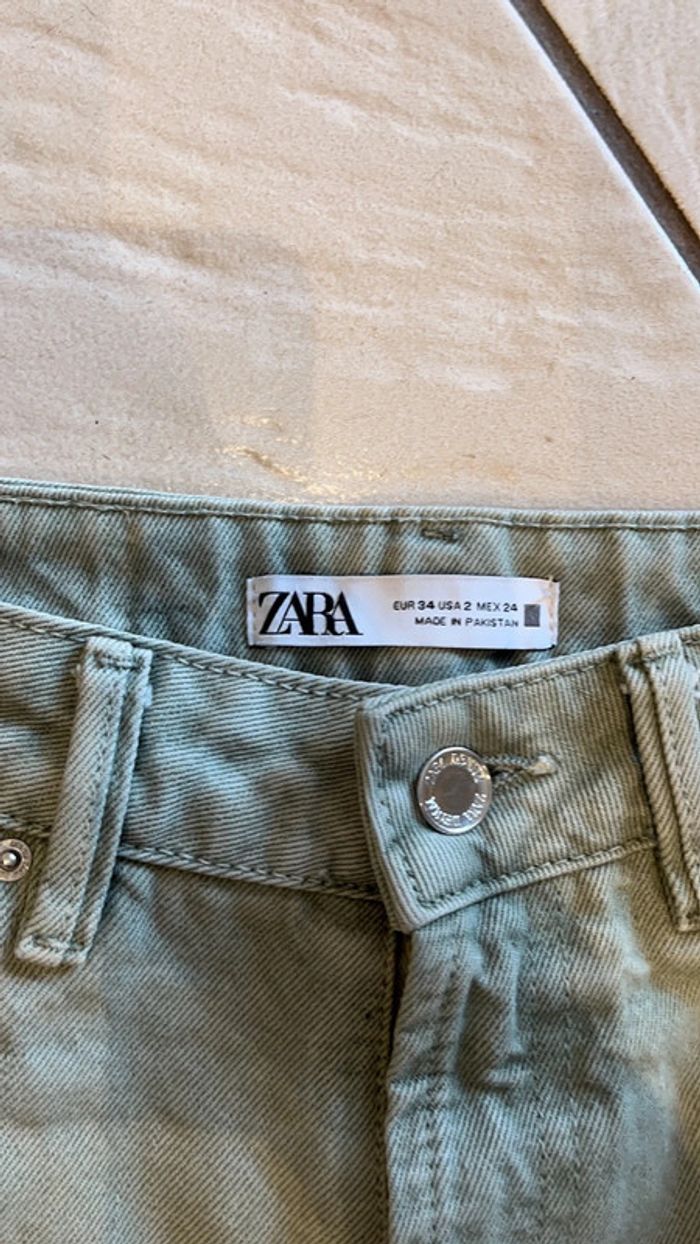 ZARA
EUR 34 USA 2 MEX 24
MADE IN PAKISTAN